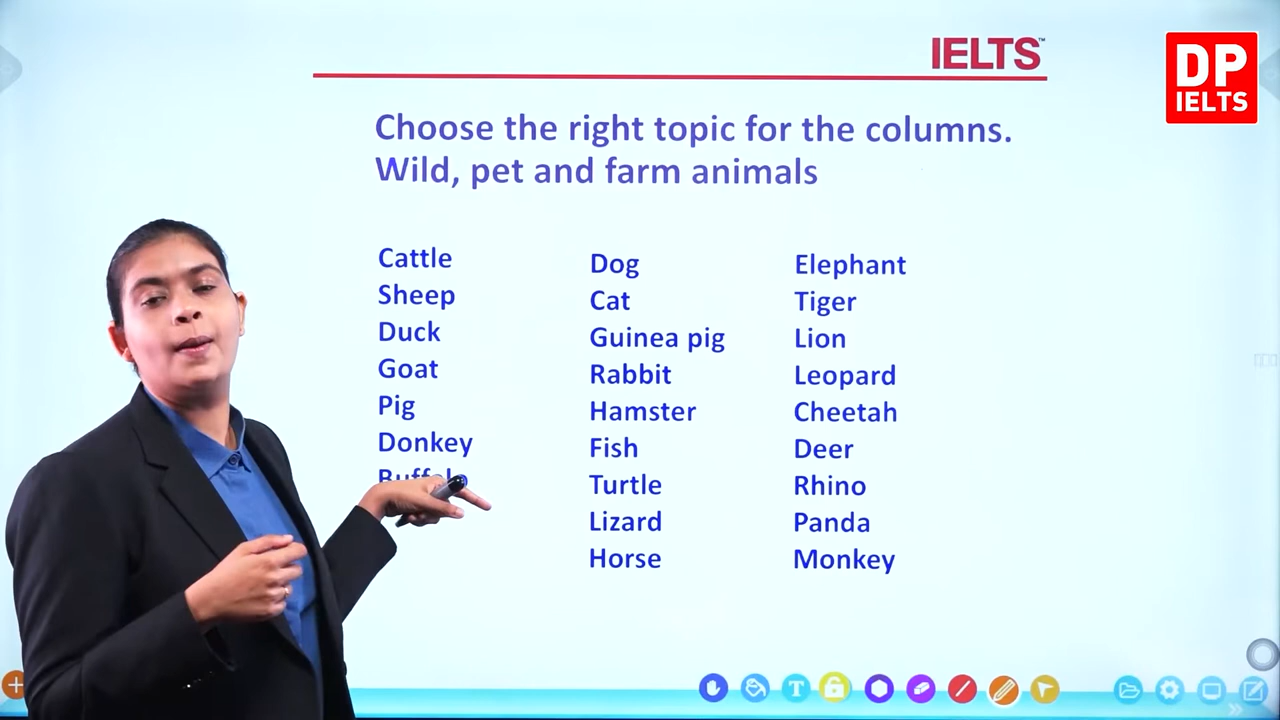 IELTS™
DP
IELTS
Choose the right topic for the columns.
Wild, pet and farm animals
Cattle
Sheep
Duck
Goat
Pig
Donkey
Buffalo
Dog
Cat
Guinea pig
Rabbit
Hamster
Fish
Turtle
Lizard
Horse
Elephant
Tiger
Lion
Leopard
Cheetah
Deer
Rhino
Panda
Monkey
T